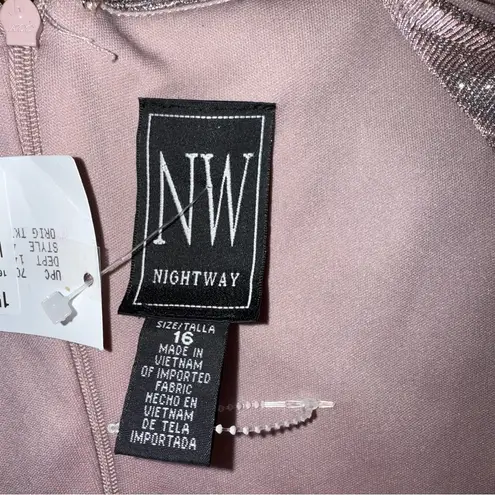 NW
NIGHTWAY
SIZE/TALLA
16
MADE IN
VIETNAM
OF IMPORTED
FABRIC
HECHO EN
VIETNAM
DE TELA
IMPORTADA
UPC
DEPT
STYLE
ORIG